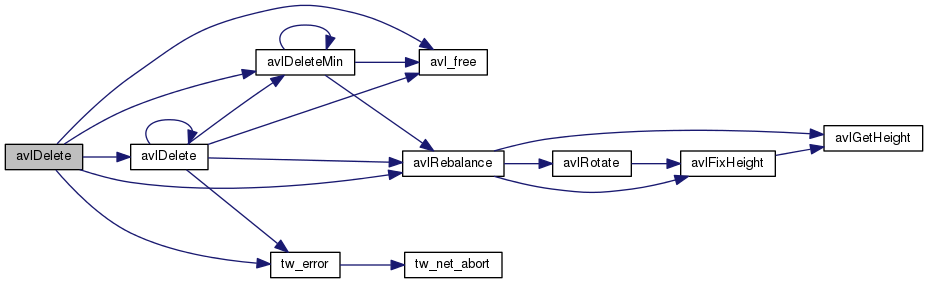 avlDelete
avlDelete
avlDeleteMin
avl_free
avlRebalance
avlRotate
avlFixHeight
avlGetHeight
tw_error
tw_net_abort